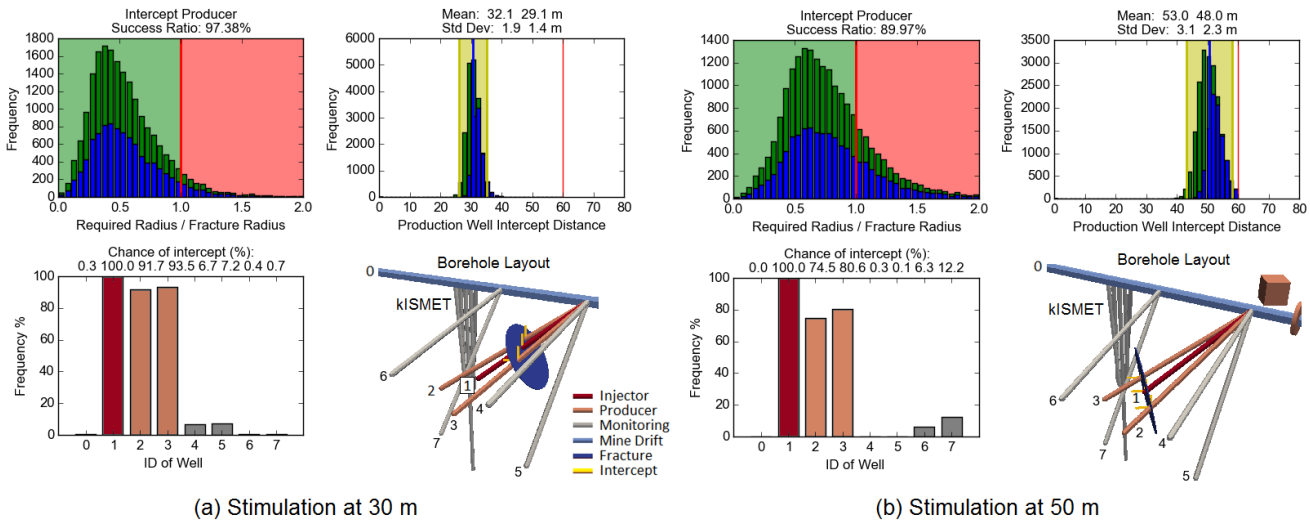 Intercept Producer
Success Ratio: 97.38%
1800
1600
1400
1200
1000
800
600
400
200
0
Frequency
0.0 0.5 1.0 1.5 2.0
Required Radius / Fracture Radius
Mean: 32.1 29.1 m
Std Dev: 1.9 1.4 m
6000
5000
4000
3000
2000
1000
0
Frequency
0 10 20 30 40 50 60 70 80
Production Well Intercept Distance
Chance of intercept (%):
0.3 100.0 91.7 93.5 6.7 7.2 0.4 0.7
100
80
60
40
20
0
Frequency %
0 1 2 3 4 5 6 7
ID of Well
Borehole Layout
0
kISMET
6
2
1
3
4
7
5
Injector
Producer
Monitoring
Mine Drift
Fracture
Intercept
(a) Stimulation at 30 m
Intercept Producer
Success Ratio: 89.97%
1400
1200
1000
800
600
400
200
0
Frequency
0.0 0.5 1.0 1.5 2.0
Required Radius / Fracture Radius
Mean: 53.0 48.0 m
Std Dev: 3.1 2.3 m
3500
3000
2500
2000
1500
1000
500
0
Frequency
0 10 20 30 40 50 60 70 80
Production Well Intercept Distance
Chance of intercept (%):
0.0 100.0 74.5 80.6 0.3 0.1 6.3 12.2
100
80
60
40
20
0
Frequency %
0 1 2 3 4 5 6 7
ID of Well
Borehole Layout
0
kISMET
6
3
1
2
4
7
5
(b) Stimulation at 50 m